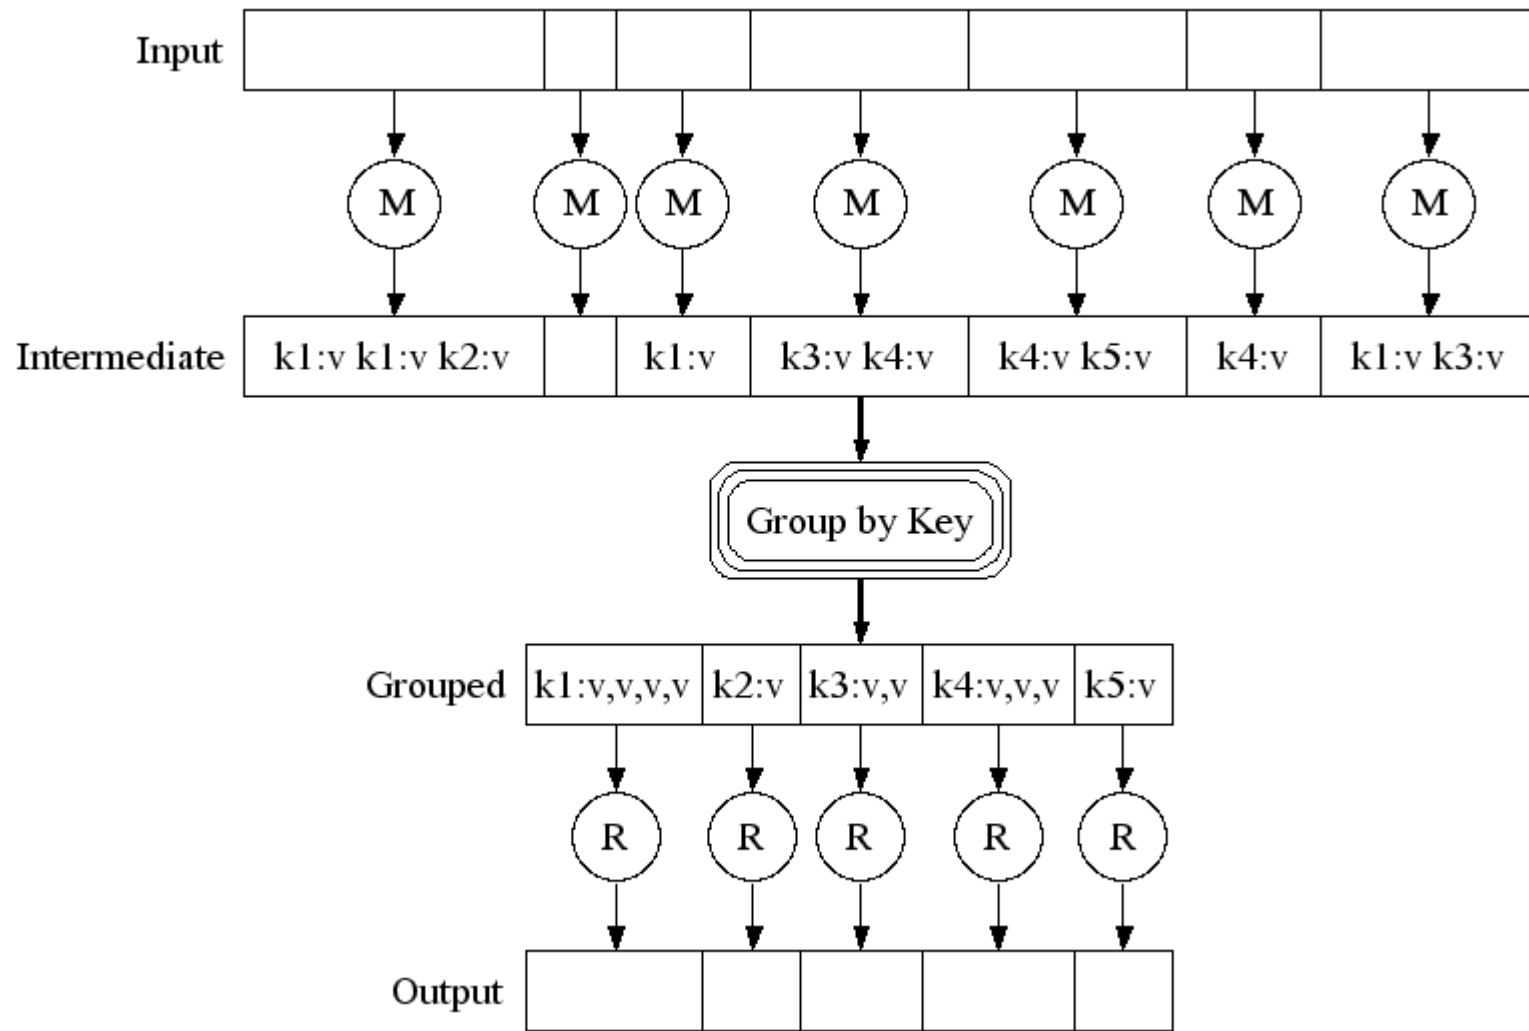 Input
M M M M M M M
Intermediate k1:v k1:v k2:v k1:v k3:v k4:v k4:v k5:v k4:v k1:v k3:v
Group by Key
Grouped k1:v,v,v,v k2:v k3:v,v k4:v,v,v k5:v
R R R R R
Output